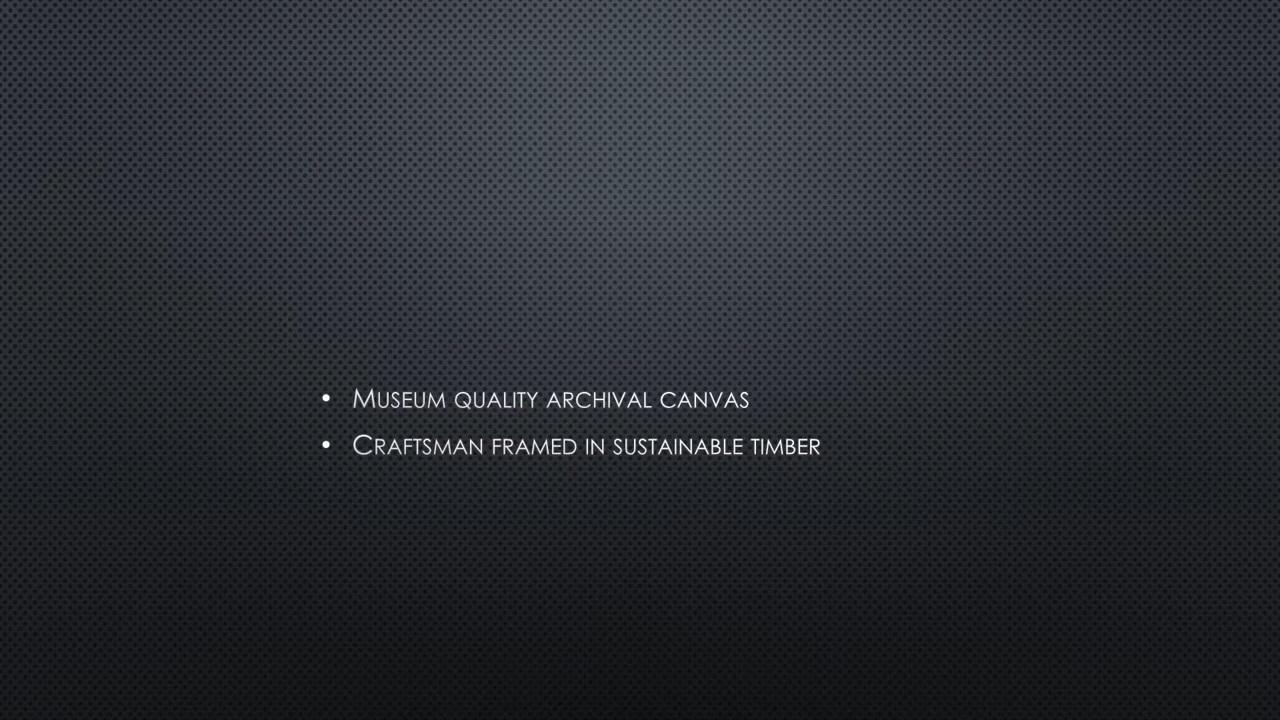 • Museum quality archival canvas
• Craftsman framed in sustainable timber